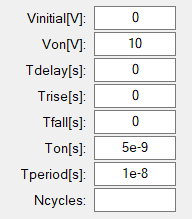 Vinitial[V]: 0
Von[V]: 10
Tdelay[s]: 0
Trise[s]: 0
Tfall[s]: 0
Ton[s]: 5e-9
Tperiod[s]: 1e-8
Ncycles: